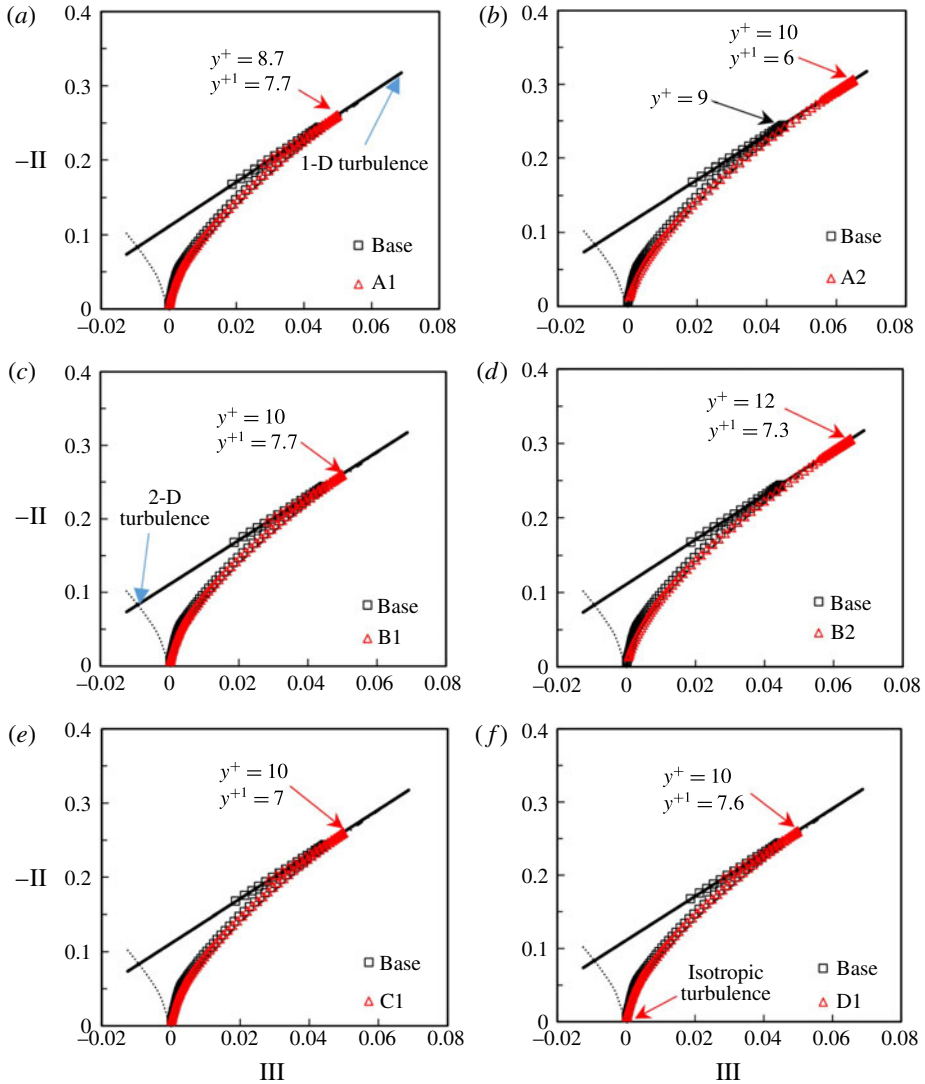 (a)
0.4
0.3
0.2
0.1
0
–II
y⁺ = 8.7
y⁺¹ = 7.7
1-D turbulence
Base
A1
–0.02 0 0.02 0.04 0.06 0.08
(b)
0.4
0.3
0.2
0.1
0
y⁺ = 10
y⁺¹ = 6
y⁺ = 9
Base
A2
–0.02 0 0.02 0.04 0.06 0.08
(c)
0.4
0.3
0.2
0.1
0
–II
y⁺ = 10
y⁺¹ = 7.7
2-D
turbulence
Base
B1
–0.02 0 0.02 0.04 0.06 0.08
(d)
0.4
0.3
0.2
0.1
0
y⁺ = 12
y⁺¹ = 7.3
Base
B2
–0.02 0 0.02 0.04 0.06 0.08
(e)
0.4
0.3
0.2
0.1
0
–II
y⁺ = 10
y⁺¹ = 7
Base
C1
–0.02 0 0.02 0.04 0.06 0.08
III
(f)
0.4
0.3
0.2
0.1
0
y⁺ = 10
y⁺¹ = 7.6
Isotropic
turbulence
Base
D1
–0.02 0 0.02 0.04 0.06 0.08
III